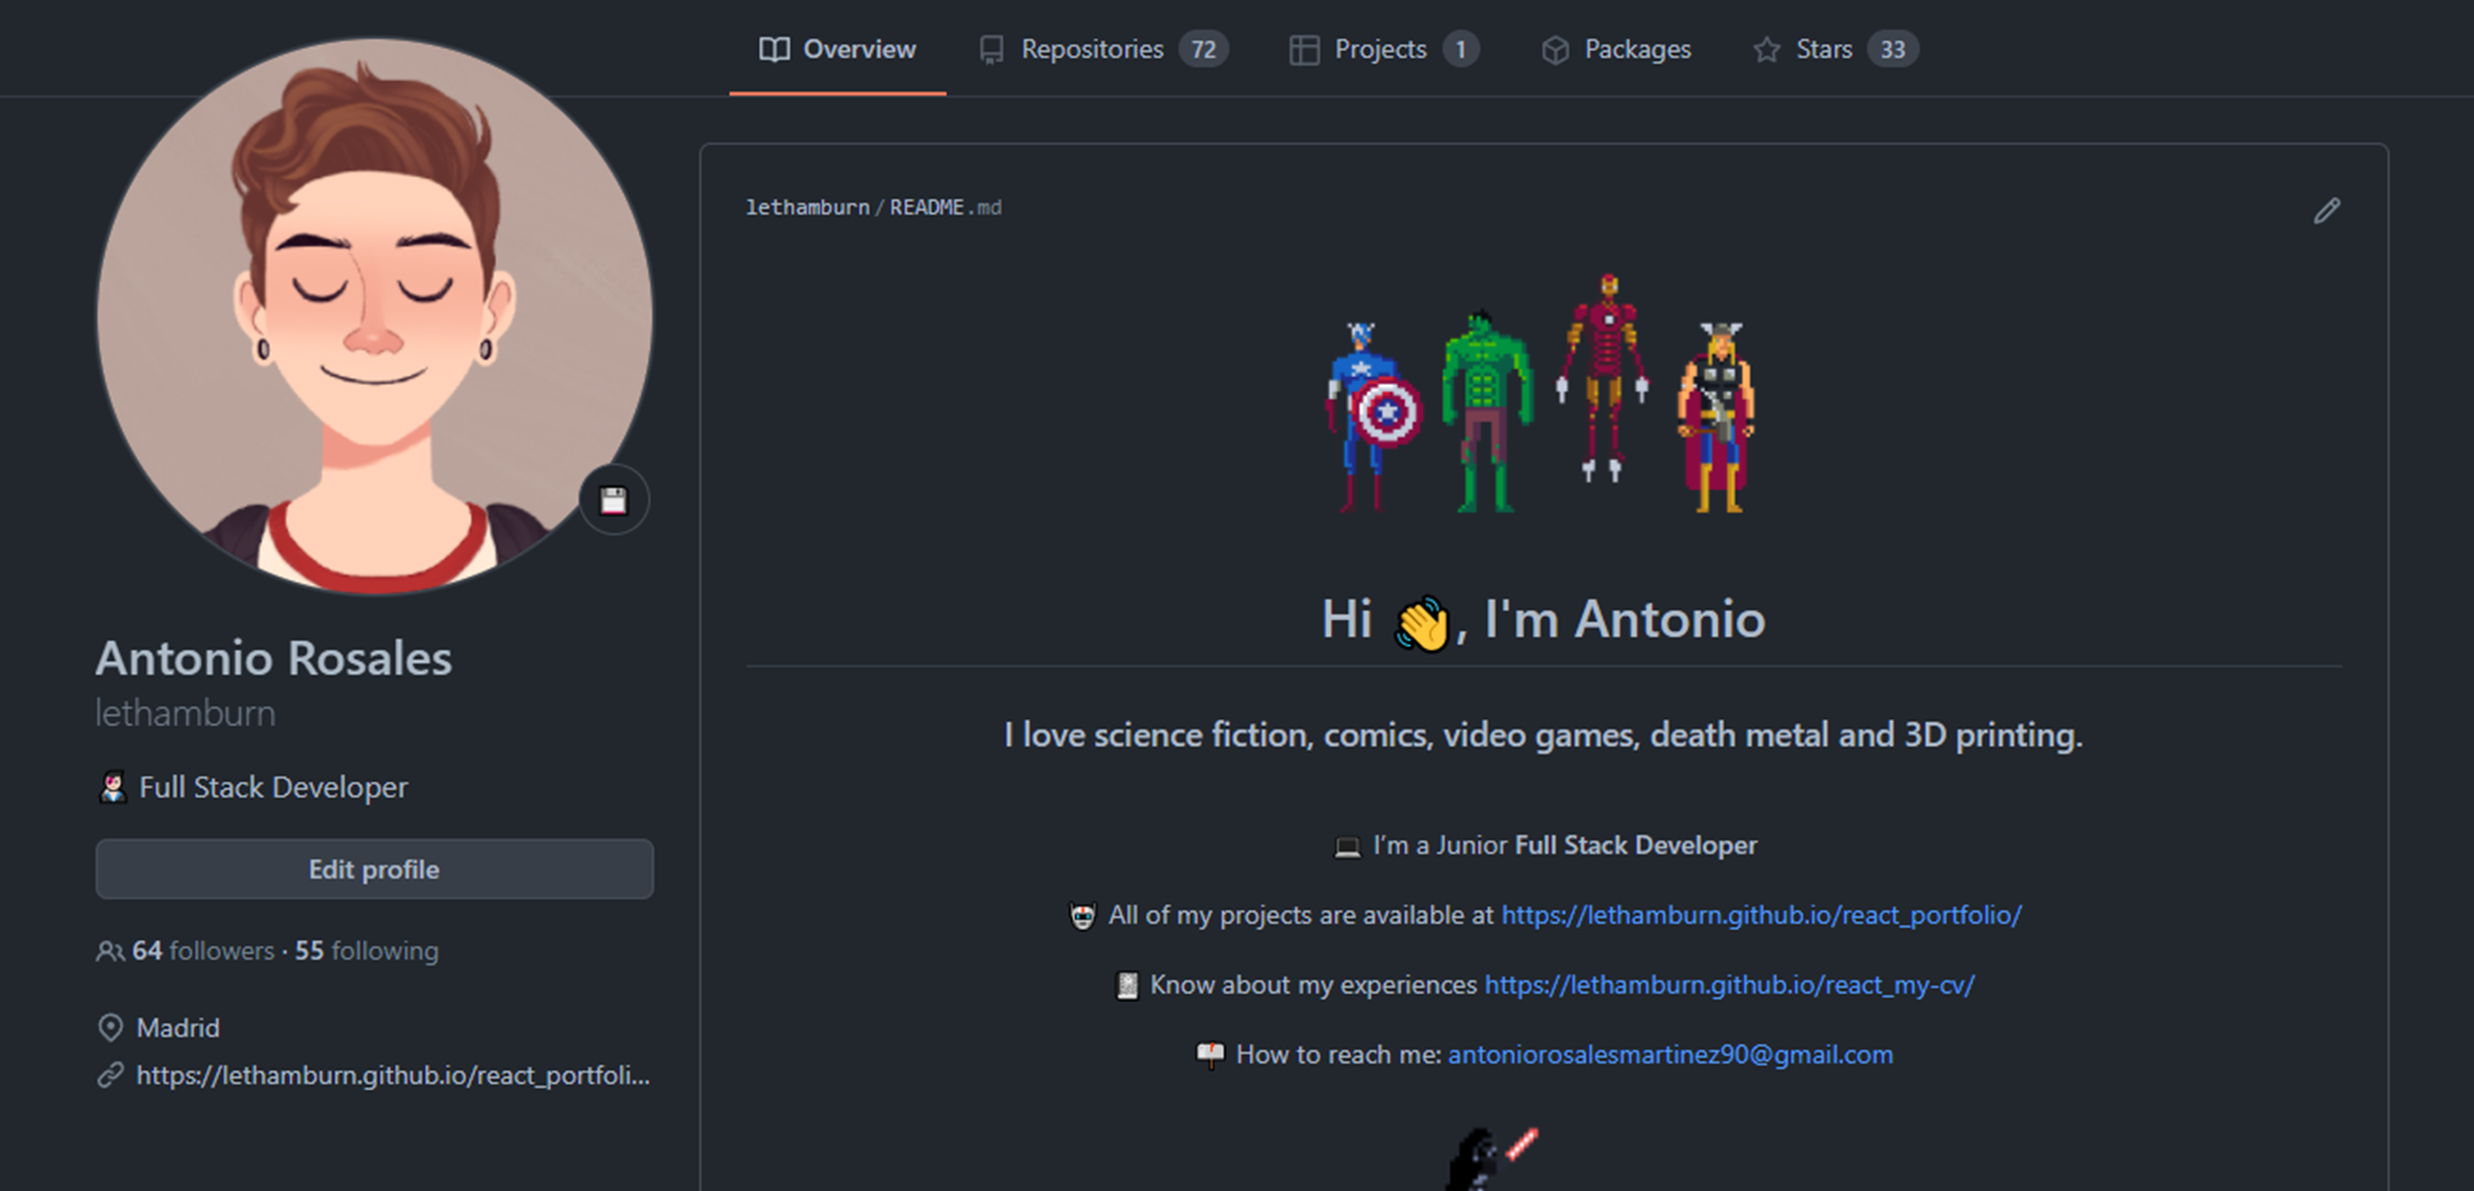 Overview
Repositories 72
Projects 1
Packages
Stars 33
lethamburn/README.md
Hi 👋, I'm Antonio
I love science fiction, comics, video games, death metal and 3D printing.
I'm a Junior Full Stack Developer
All of my projects are available at https://lethamburn.github.io/react_portfolio/
Know about my experiences https://lethamburn.github.io/react_my-cv/
How to reach me: antoniorosalesmartinez90@gmail.com
Antonio Rosales
lethamburn
Full Stack Developer
Edit profile
64 followers · 55 following
Madrid
https://lethamburn.github.io/react_portfoli...